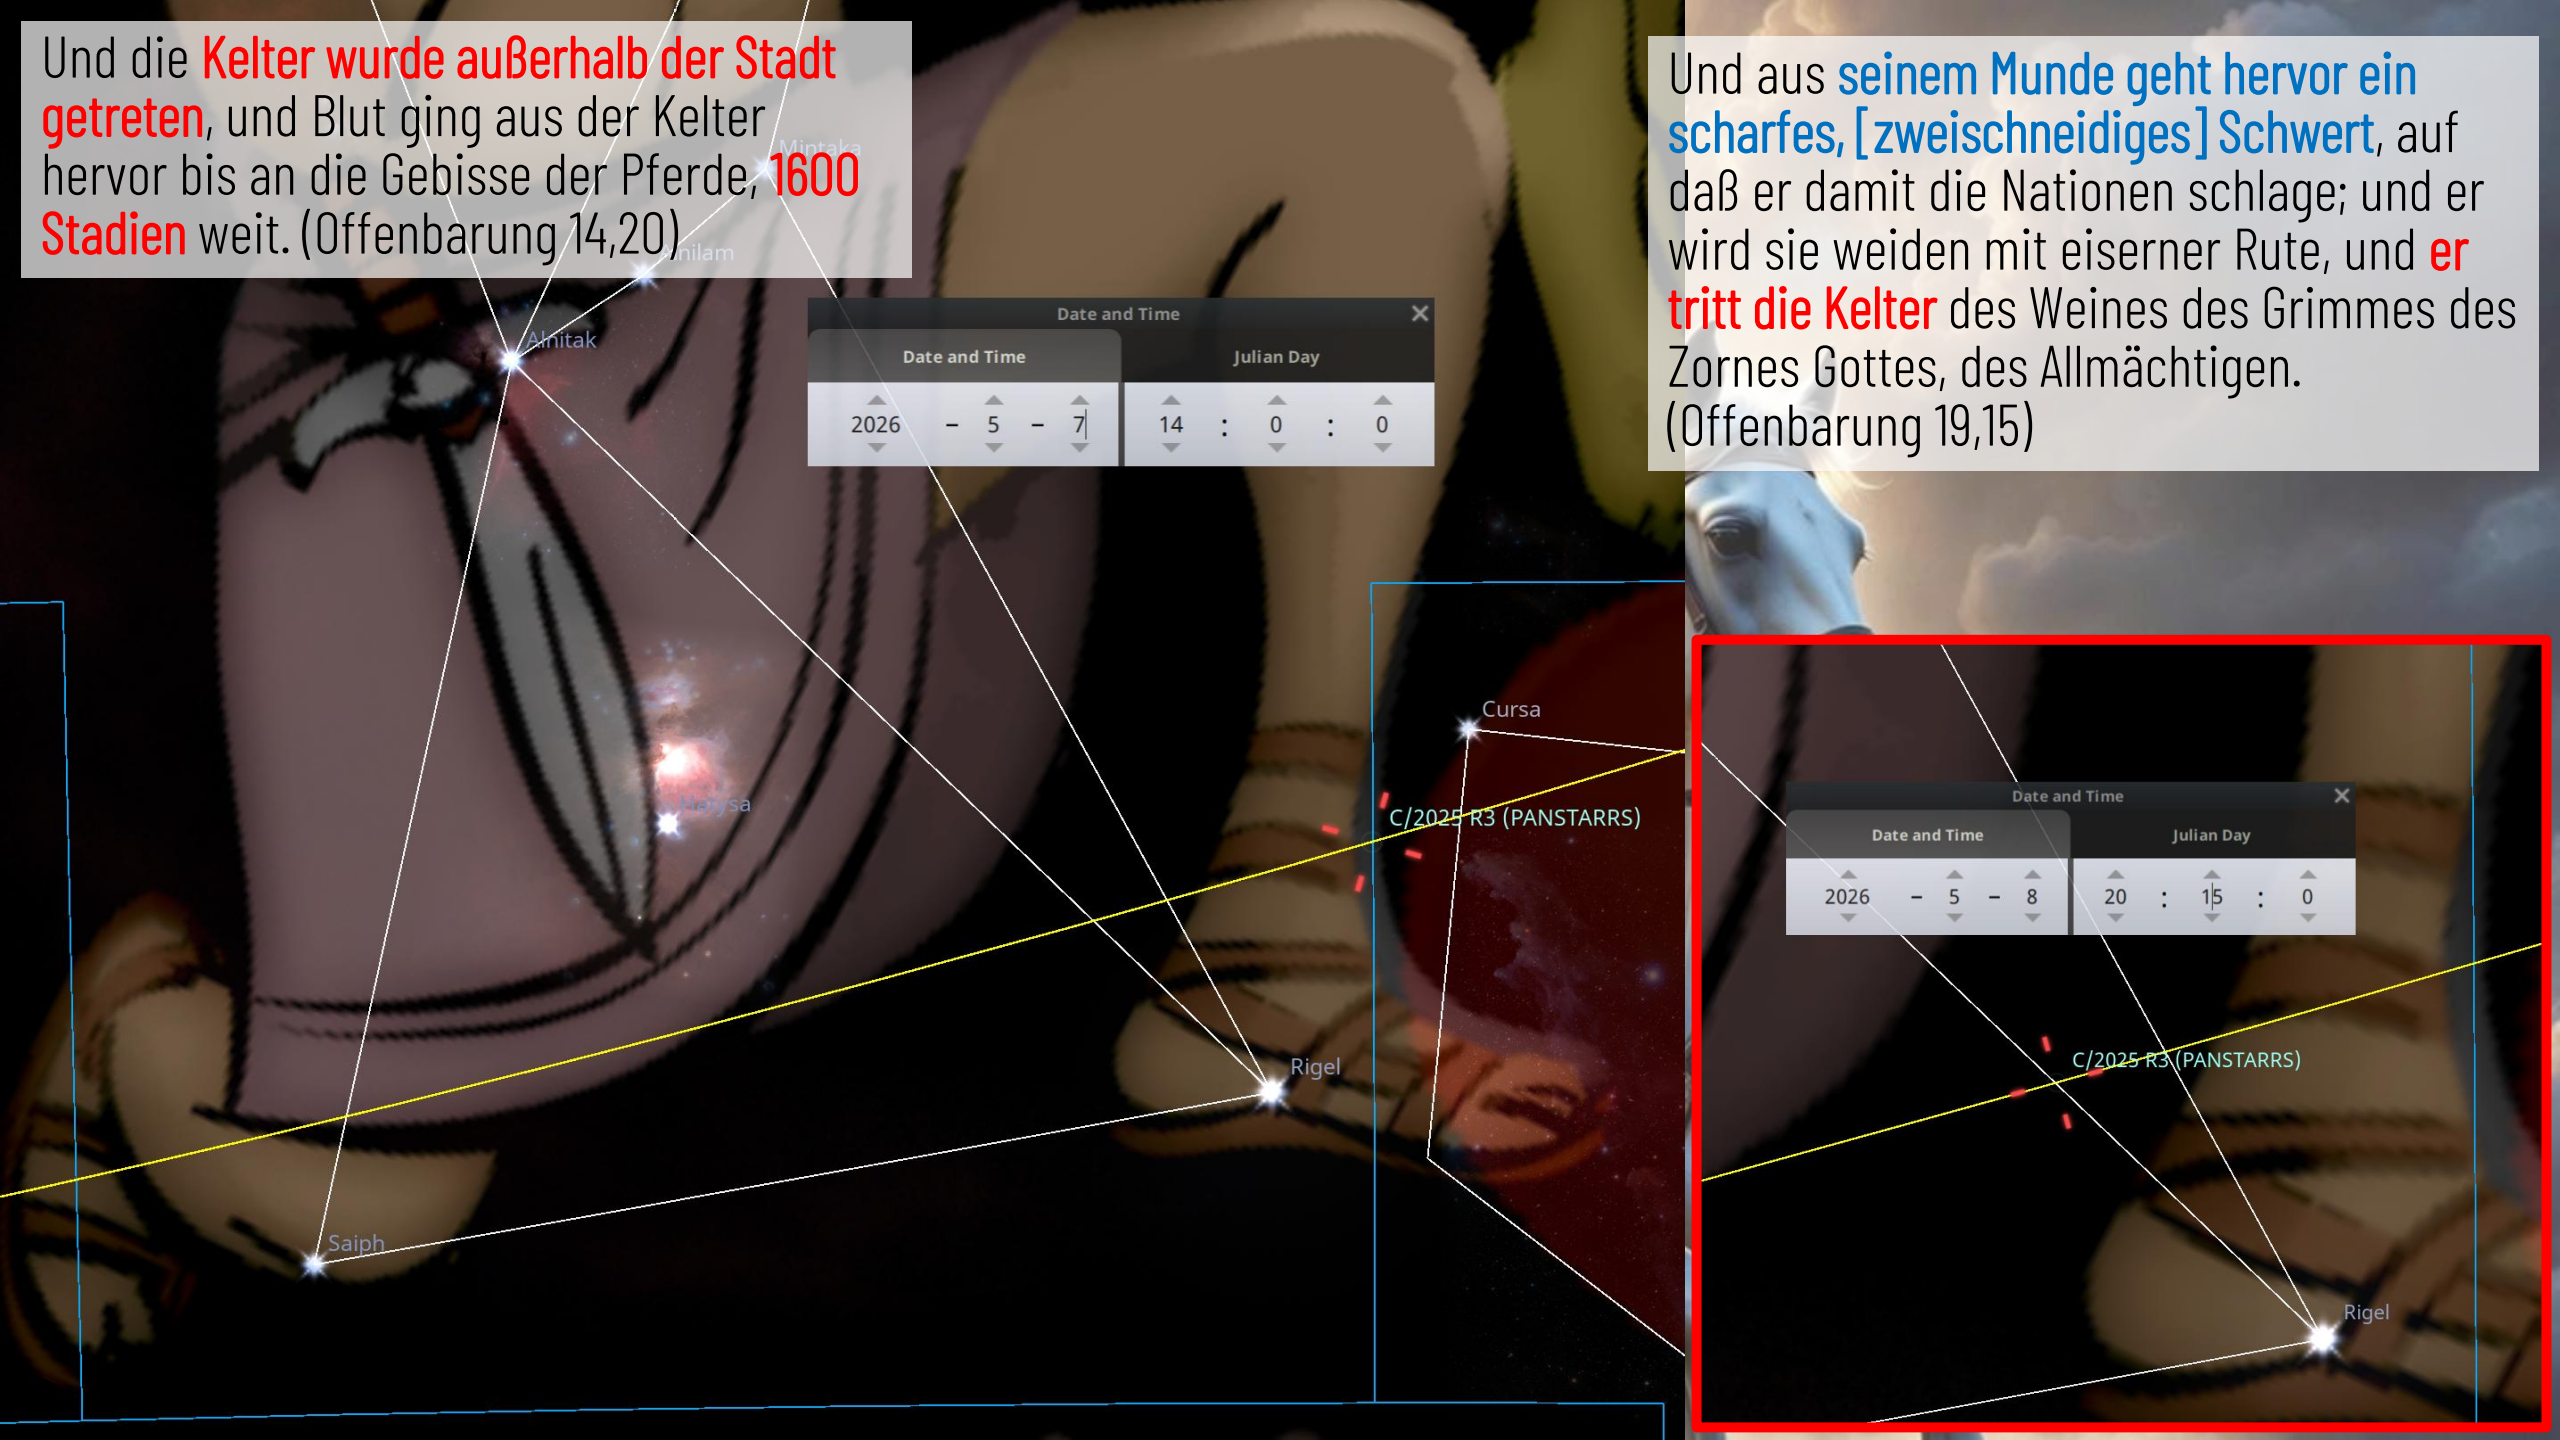 Und die Kelter wurde außerhalb der Stadt
getreten, und Blut ging aus der Kelter
hervor bis an die Gebisse der Pferde, 1600
Stadien weit. (Offenbarung 14,20)
Mintaka
Alnilam
Alnitak
Date and Time
Date and Time
Julian Day
2026 - 5 - 7
14 : 0 : 0
Hatysa
Cursa
C/2025 R3 (PANSTARRS)
Rigel
Saiph
Und aus seinem Munde geht hervor ein
scharfes, [zweischneidiges] Schwert, auf
daß er damit die Nationen schlage; und er
wird sie weiden mit eiserner Rute, und er
tritt die Kelter des Weines des Grimmes des
Zornes Gottes, des Allmächtigen.
(Offenbarung 19,15)
Date and Time
Date and Time
Julian Day
2026 - 5 - 8
20 : 15 : 0
C/2025 R3 (PANSTARRS)
Rigel